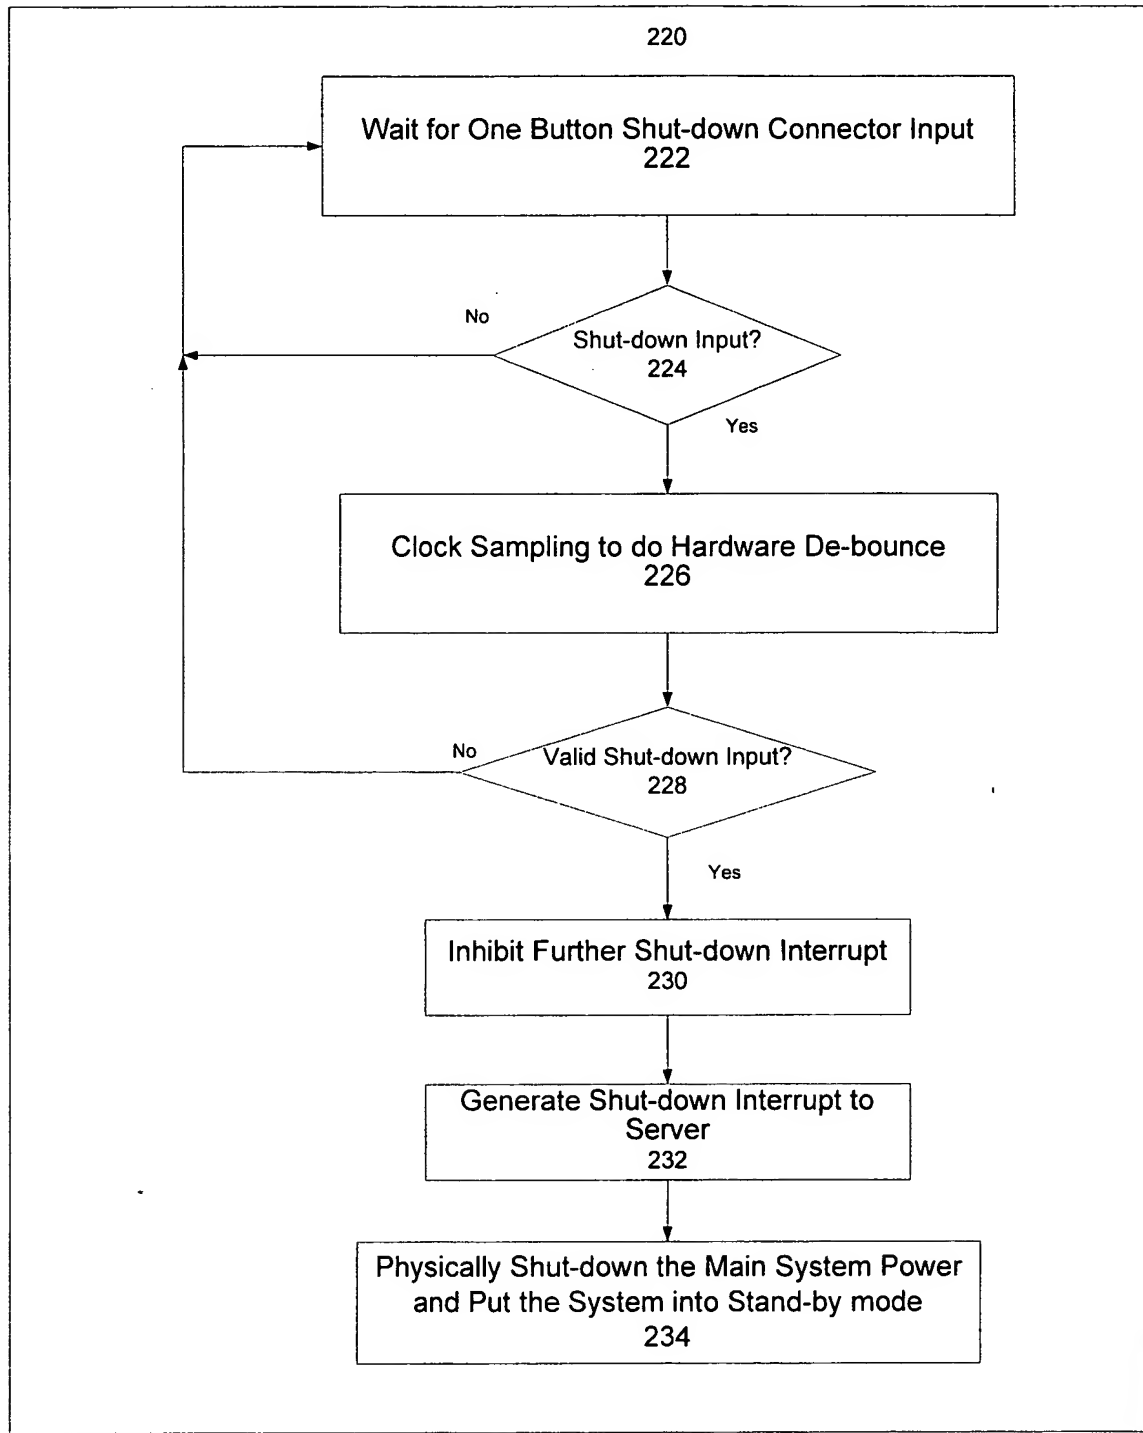 220
Wait for One Button Shut-down Connector Input
222
No
Shut-down Input?
224
Yes
Clock Sampling to do Hardware De-bounce
226
No
Valid Shut-down Input?
228
Yes
Inhibit Further Shut-down Interrupt
230
Generate Shut-down Interrupt to
Server
232
Physically Shut-down the Main System Power
and Put the System into Stand-by mode
234